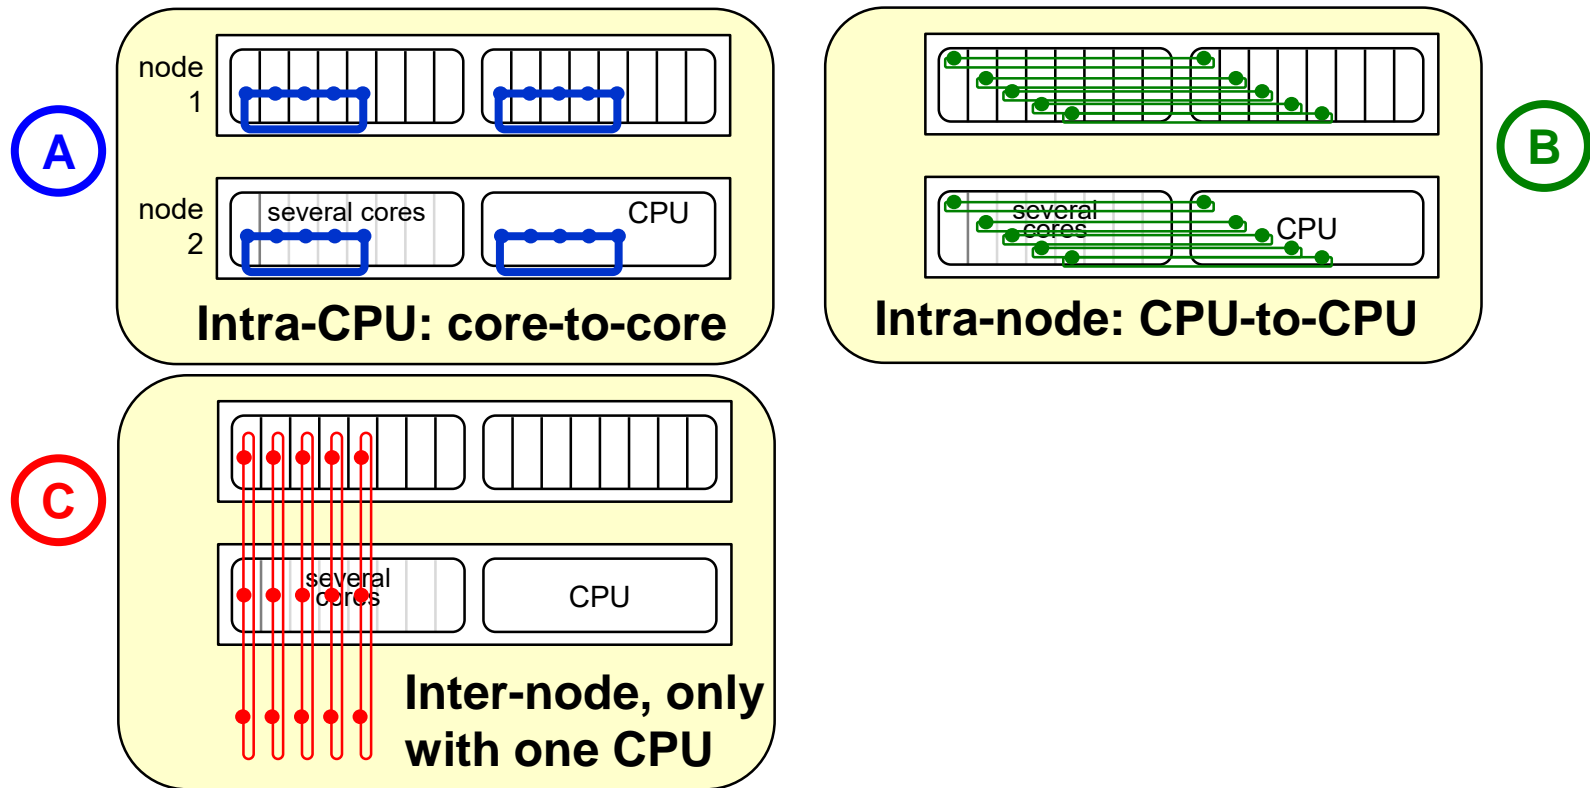 A
node
1
node
2
several cores
CPU
Intra-CPU: core-to-core
B
several
cores
CPU
Intra-node: CPU-to-CPU
C
several
cores
CPU
Inter-node, only
with one CPU